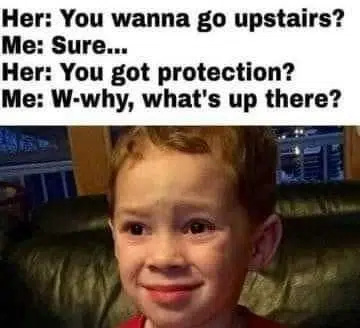 Her: You wanna go upstairs?
Me: Sure...
Her: You got protection?
Me: W-why, what's up there?